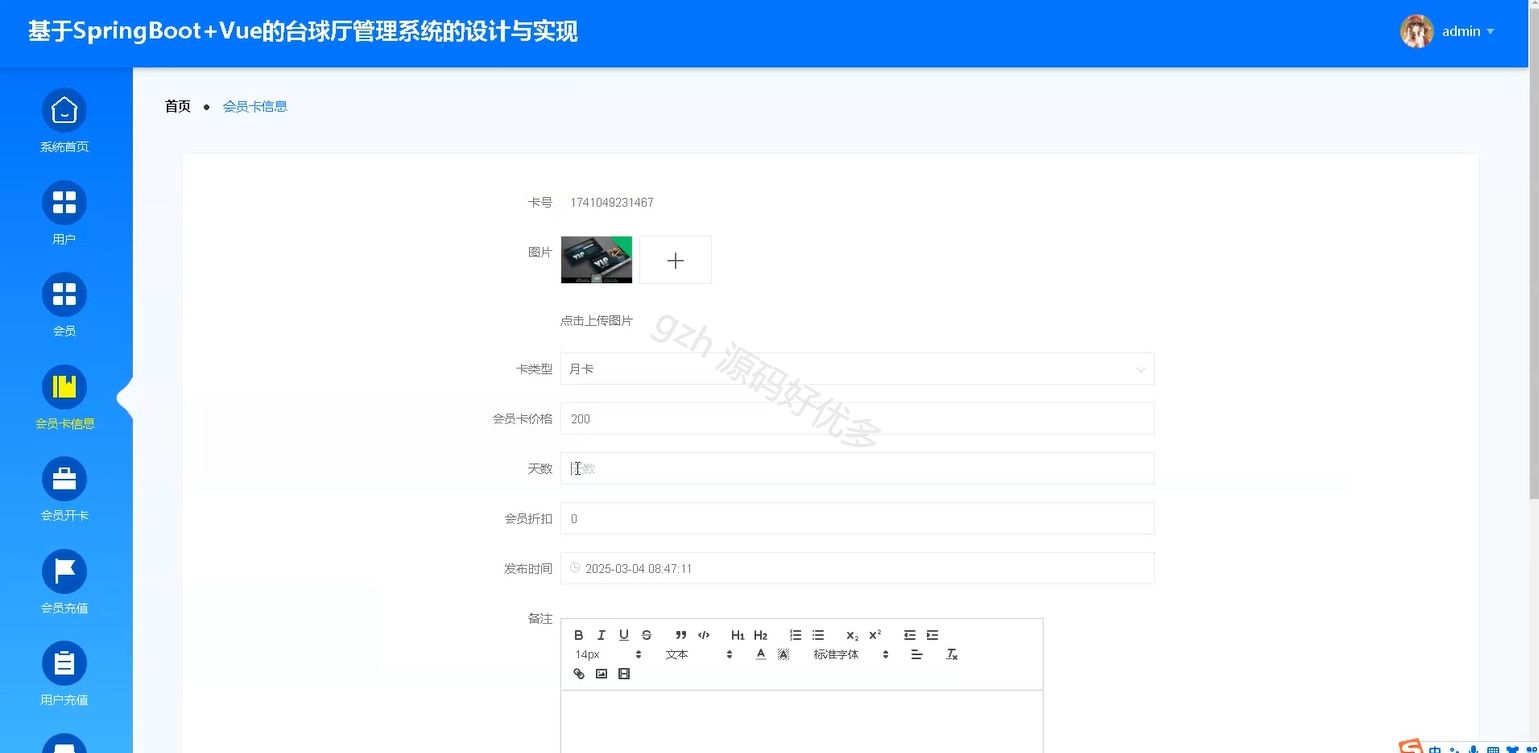 基于SpringBoot+Vue的台球厅管理系统的设计与实现
admin
首页 ● 会员卡信息
系统首页
用户
会员
会员卡信息
会员开卡
会员充值
用户充值
卡号 1741049231467
图片
VIP
VIP
点击上传图片
卡类型 月卡
会员卡价格 200
天数 天数
会员折扣 0
发布时间 2025-03-04 08:47:11
备注
B I U S H1 H2 X2 X2
14px 文本 A A 标准字体 Tx
gzh 源码好优多
S 中